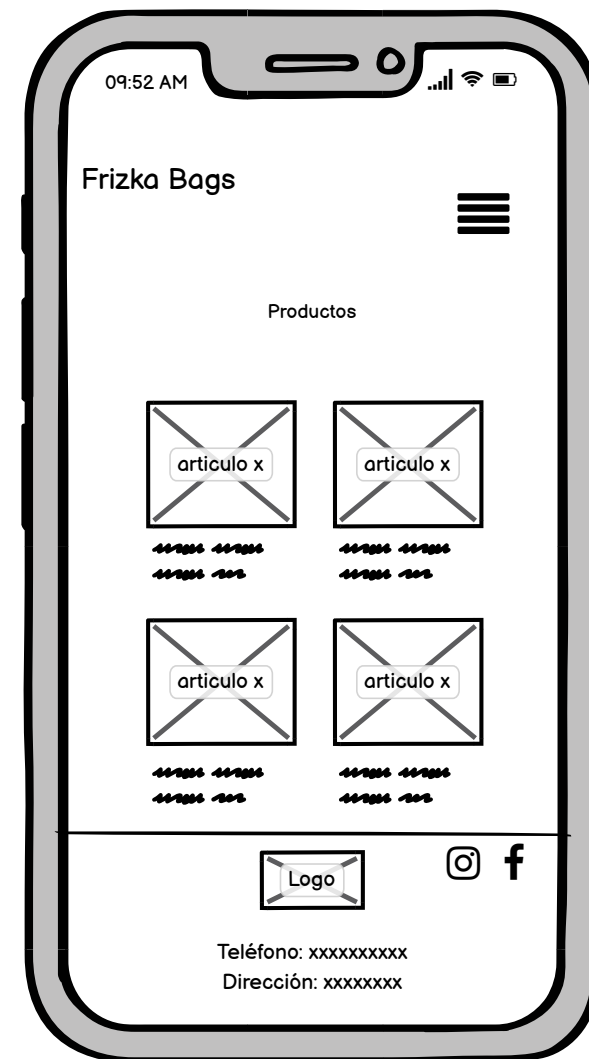 09:52 AM
Frizka Bags
Productos
articulo x articulo x
articulo x articulo x
Logo
Teléfono: xxxxxxxxxx
Dirección: xxxxxxxx